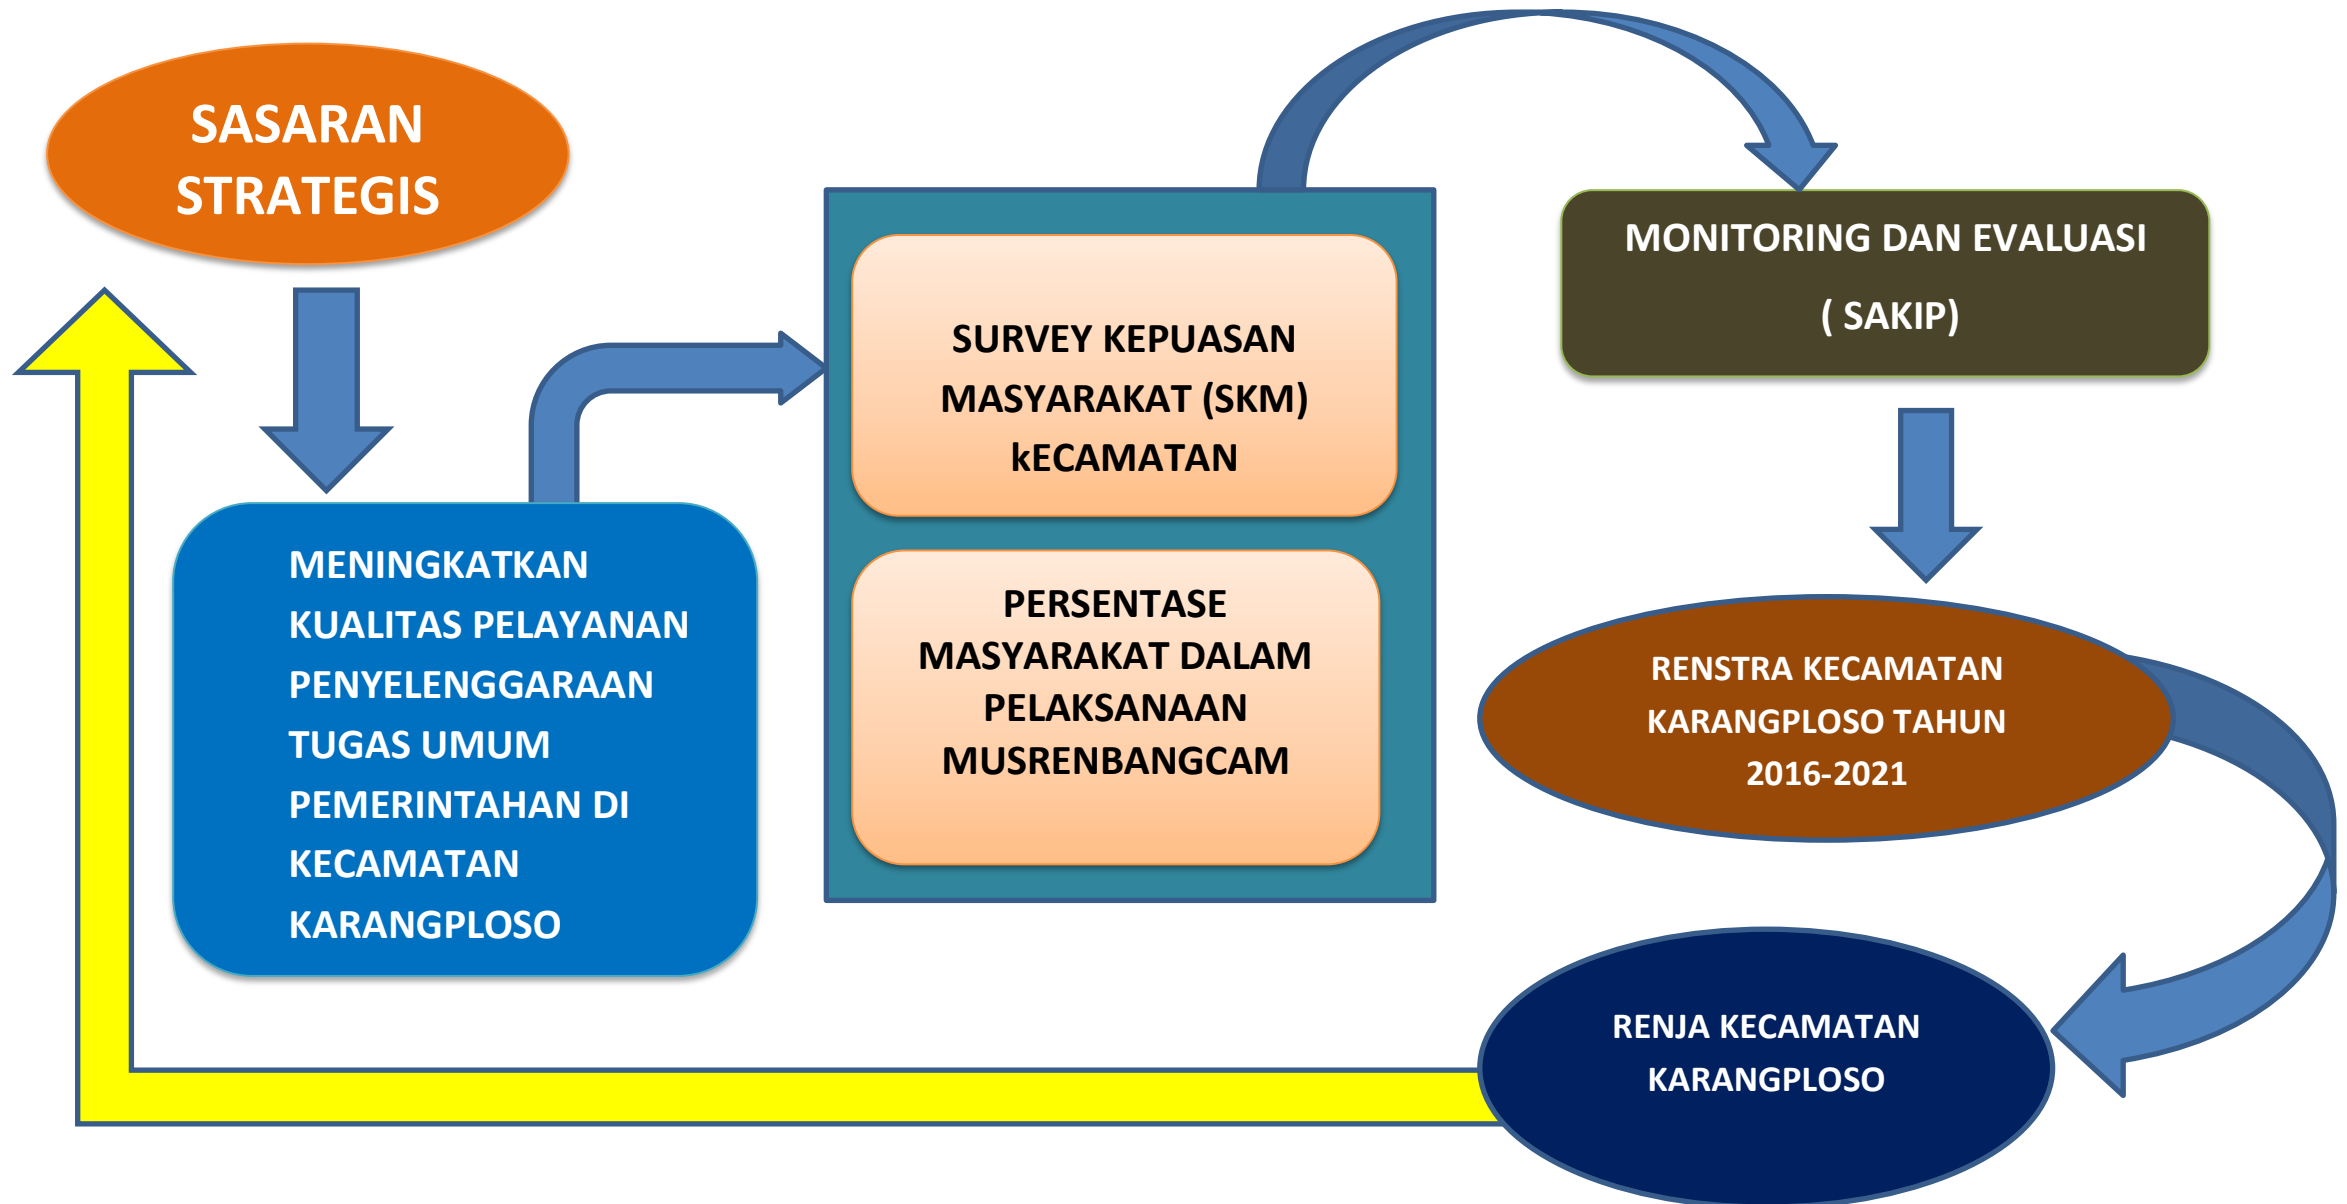 SASARAN
STRATEGIS
MENINGKATKAN
KUALITAS PELAYANAN
PENYELENGGARAAN
TUGAS UMUM
PEMERINTAHAN DI
KECAMATAN
KARANGPLOSO
SURVEY KEPUASAN
MASYARAKAT (SKM)
kECAMATAN
PERSENTASE
MASYARAKAT DALAM
PELAKSANAAN
MUSRENBANGCAM
MONITORING DAN EVALUASI
( SAKIP)
RENSTRA KECAMATAN
KARANGPLOSO TAHUN
2016-2021
RENJA KECAMATAN
KARANGPLOSO